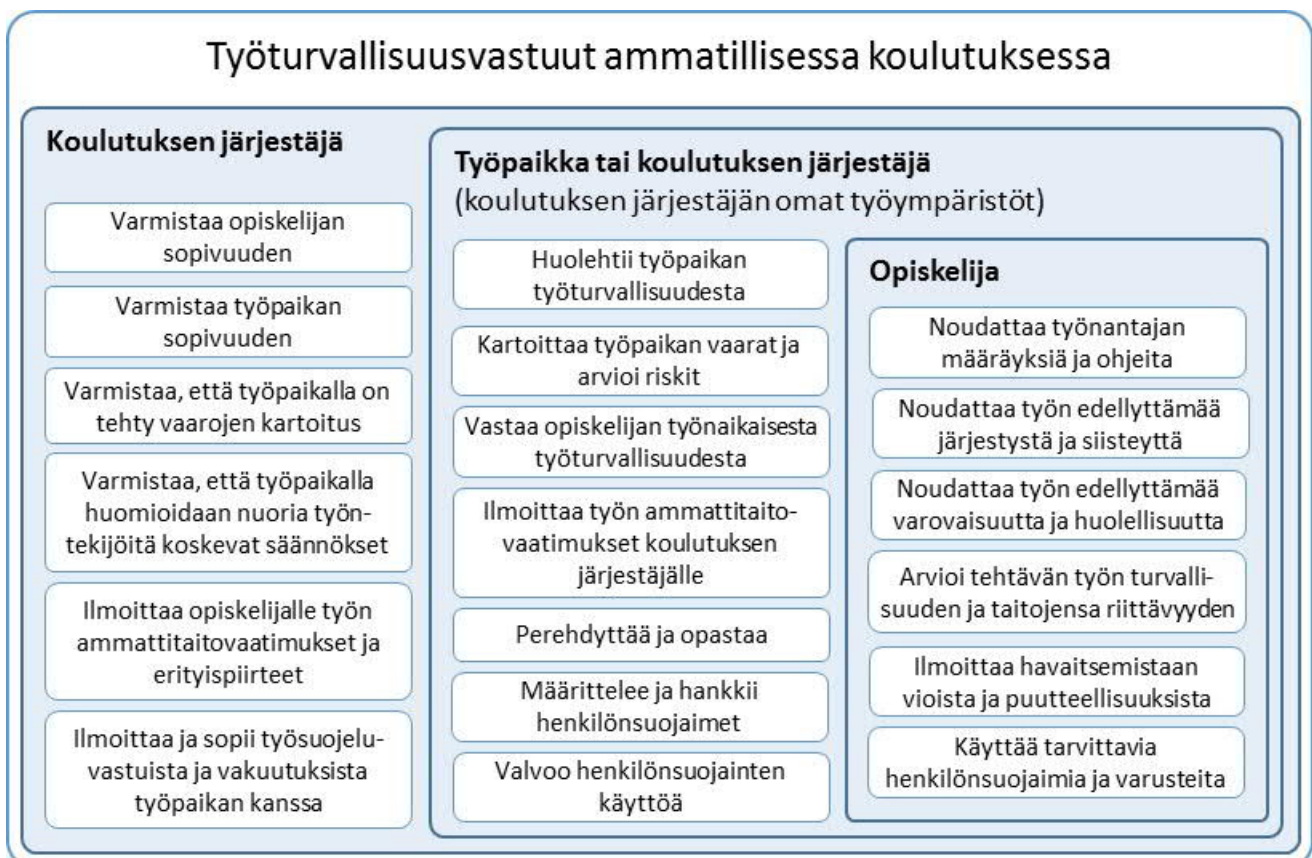 Työturvallisuusvastuut ammatillisessa koulutuksessa
Koulutuksen järjestäjä
Varmistaa opiskelijan
sopivuuden
Varmistaa työpaikan
sopivuuden
Varmistaa, että työpaikalla on
tehty vaarojen kartoitus
Varmistaa, että työpaikalla
huomioidaan nuoria työn-
tekijöitä koskevat säännökset
Ilmoittaa opiskelijalle työn
ammattitaitovaatimukset ja
erityispiirteet
Ilmoittaa ja sopii työsuojelu-
vastuista ja vakuutuksista
työpaikan kanssa
Työpaikka tai koulutuksen järjestäjä
(koulutuksen järjestäjän omat työympäristöt)
Huolehtii työpaikan
työturvallisuudesta
Kartoittaa työpaikan vaarat ja
arvioi riskit
Vastaa opiskelijan työnaikaisesta
työturvallisuudesta
Ilmoittaa työn ammattitaito-
vaatimukset koulutuksen
järjestäjälle
Perehdyttää ja opastaa
Määrittelee ja hankkii
henkilönsuojaimet
Valvoo henkilönsuojainten
käyttöä
Opiskelija
Noudattaa työnantajan
määräyksiä ja ohjeita
Noudattaa työn edellyttämää
järjestystä ja siisteyttä
Noudattaa työn edellyttämää
varovaisuutta ja huolellisuutta
Arvioi tehtävän työn turvalli-
suuden ja taitojensa riittävyyden
Ilmoittaa havaitsemistaan
vioista ja puutteellisuuksista
Käyttää tarvittavia
henkilönsuojaimia ja varusteita